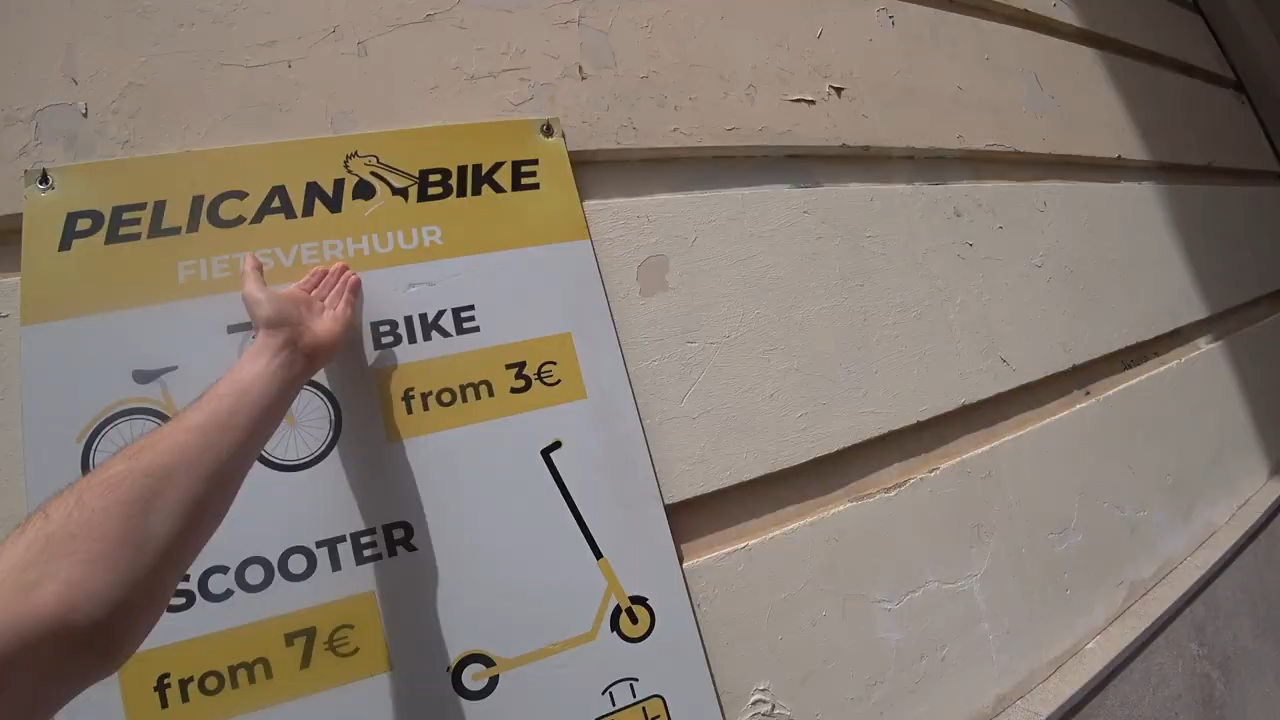 PELICAN BIKE
FIETSVERHUUR
BIKE
from 3€
SCOOTER
from 7€